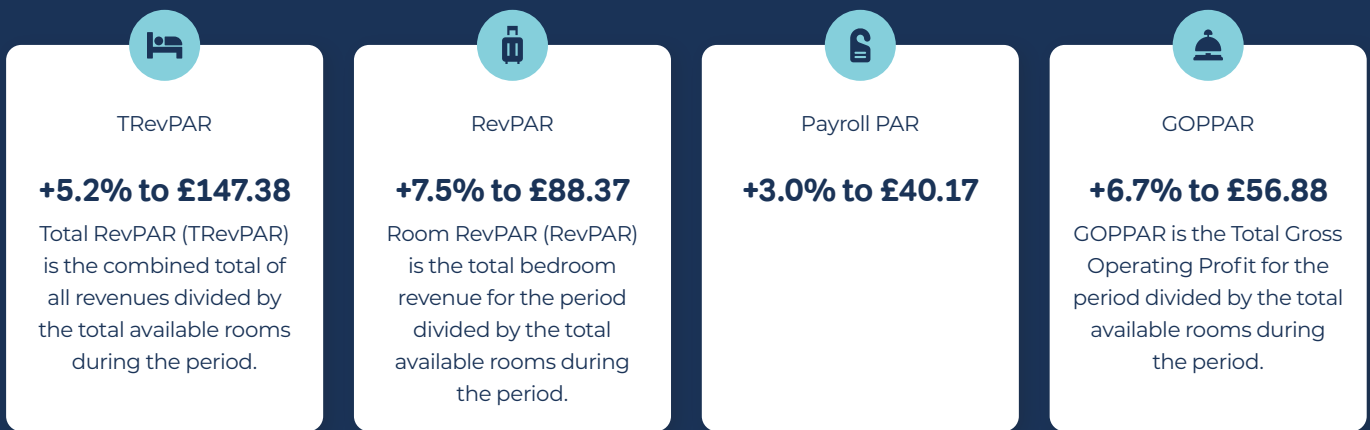 TRevPAR
+5.2% to £147.38
Total RevPAR (TRevPAR)
is the combined total of
all revenues divided by
the total available rooms
during the period.
RevPAR
+7.5% to £88.37
Room RevPAR (RevPAR)
is the total bedroom
revenue for the period
divided by the total
available rooms during
the period.
Payroll PAR
+3.0% to £40.17
GOPPAR
+6.7% to £56.88
GOPPAR is the Total Gross
Operating Profit for the
period divided by the total
available rooms during
the period.